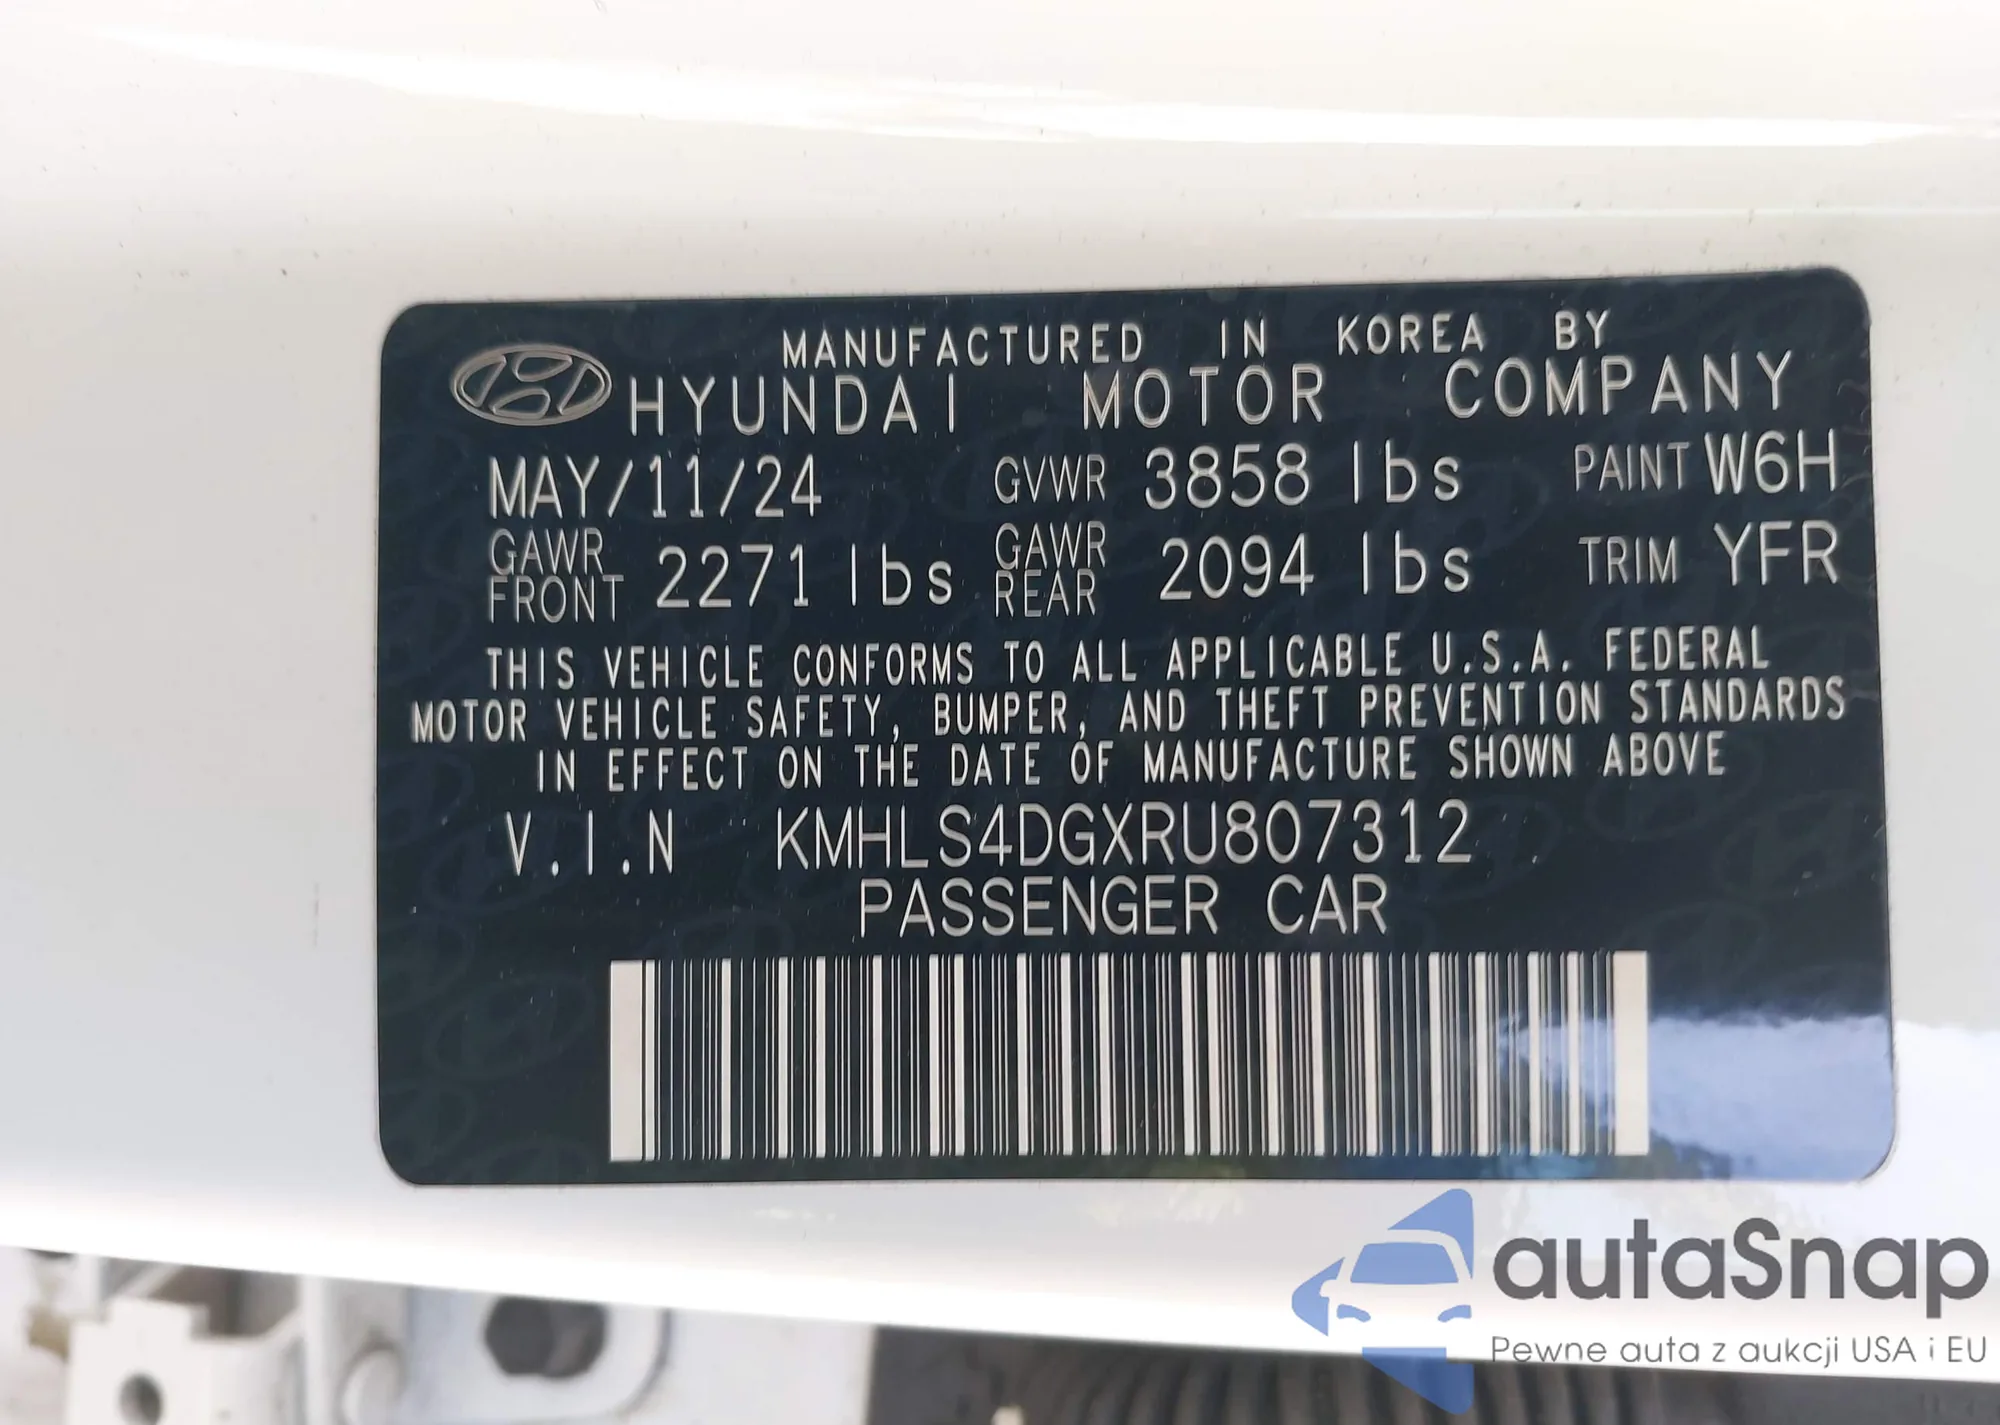 MANUFACTURED IN KOREA BY
HYUNDAI MOTOR COMPANY
MAY/11/24 GVWR 3858 lbs PAINT W6H
GAWR FRONT 2271 lbs GAWR REAR 2094 lbs TRIM YFR
THIS VEHICLE CONFORMS TO ALL APPLICABLE U.S.A. FEDERAL
MOTOR VEHICLE SAFETY, BUMPER, AND THEFT PREVENTION STANDARDS
IN EFFECT ON THE DATE OF MANUFACTURE SHOWN ABOVE
V.I.N KMHLS4DGXRU807312
PASSENGER CAR
autaSnap
Pewne auta z aukcji USA i EU